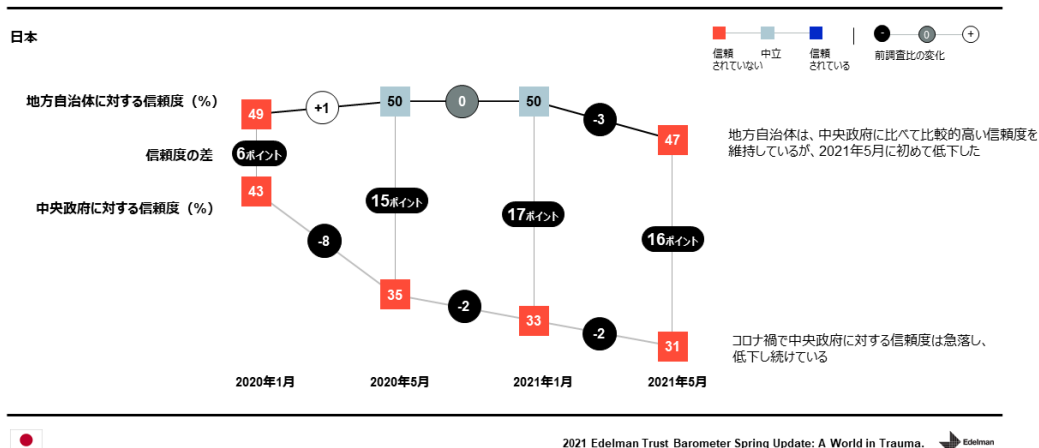 日本
信頼
されていない
中立
信頼
されている
-
0
+
前調査比の変化
地方自治体に対する信頼度（%）
49
+1
50
0
50
-3
47
地方自治体は、中央政府に比べて比較的高い信頼度を
維持しているが、2021年5月に初めて低下した
信頼度の差
6ポイント
15ポイント
17ポイント
16ポイント
中央政府に対する信頼度（%）
43
-8
35
-2
33
-2
31
コロナ禍で中央政府に対する信頼度は急落し、
低下し続けている
2020年1月
2020年5月
2021年1月
2021年5月
2021 Edelman Trust Barometer Spring Update: A World in Trauma.
Edelman